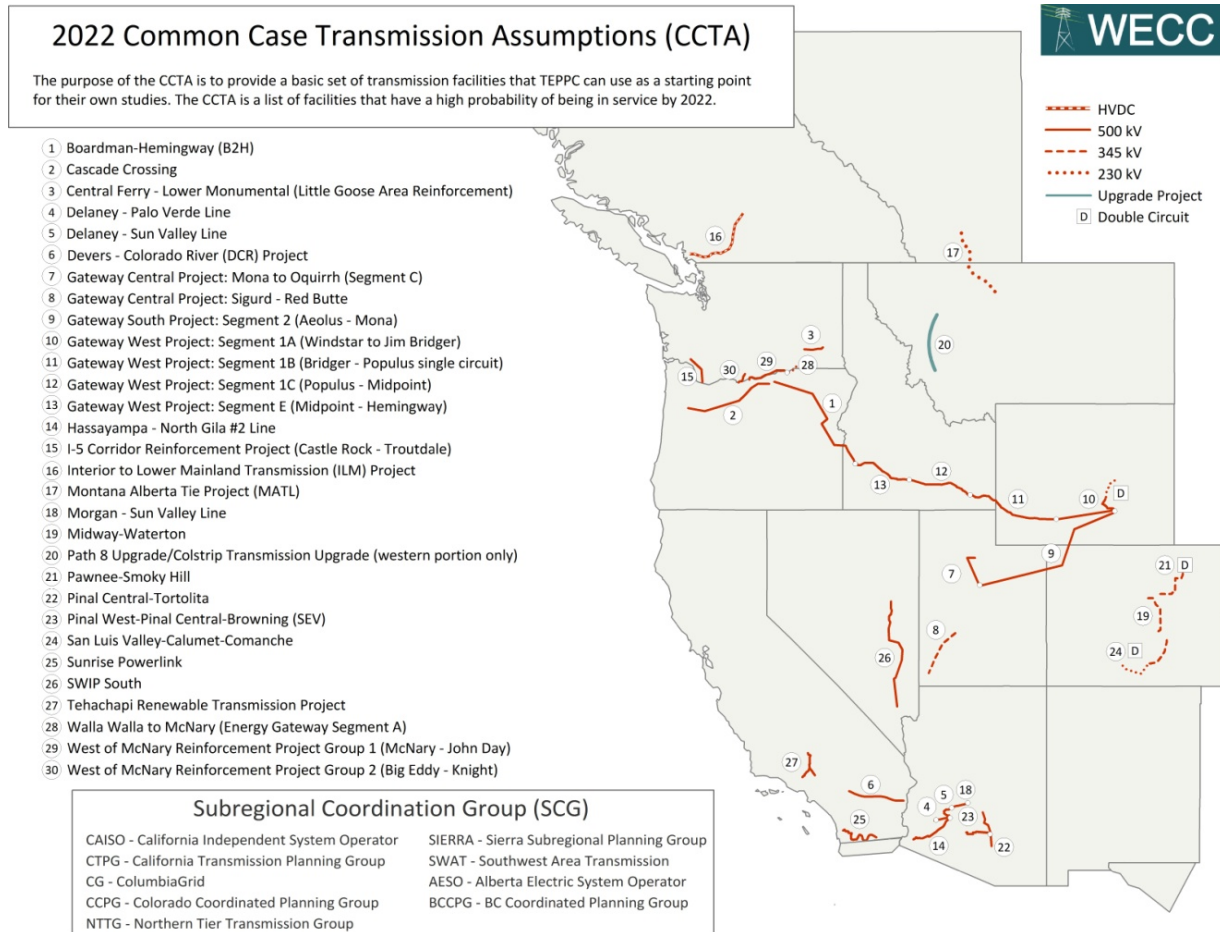 2022 Common Case Transmission Assumptions (CCTA)
The purpose of the CCTA is to provide a basic set of transmission facilities that TEPPC can use as a starting point
for their own studies. The CCTA is a list of facilities that have a high probability of being in service by 2022.
WECC
HVDC
500 kV
345 kV
230 kV
Upgrade Project
D Double Circuit
1 Boardman-Hemingway (B2H)
2 Cascade Crossing
3 Central Ferry - Lower Monumental (Little Goose Area Reinforcement)
4 Delaney - Palo Verde Line
5 Delaney - Sun Valley Line
6 Devers - Colorado River (DCR) Project
7 Gateway Central Project: Mona to Oquirrh (Segment C)
8 Gateway Central Project: Sigurd - Red Butte
9 Gateway South Project: Segment 2 (Aeolus - Mona)
10 Gateway West Project: Segment 1A (Windstar to Jim Bridger)
11 Gateway West Project: Segment 1B (Bridger - Populus single circuit)
12 Gateway West Project: Segment 1C (Populus - Midpoint)
13 Gateway West Project: Segment E (Midpoint - Hemingway)
14 Hassayampa - North Gila #2 Line
15 I-5 Corridor Reinforcement Project (Castle Rock - Troutdale)
16 Interior to Lower Mainland Transmission (ILM) Project
17 Montana Alberta Tie Project (MATL)
18 Morgan - Sun Valley Line
19 Midway-Waterton
20 Path 8 Upgrade/Colstrip Transmission Upgrade (western portion only)
21 Pawnee-Smoky Hill
22 Pinal Central-Tortolita
23 Pinal West-Pinal Central-Browning (SEV)
24 San Luis Valley-Calumet-Comanche
25 Sunrise Powerlink
26 SWIP South
27 Tehachapi Renewable Transmission Project
28 Walla Walla to McNary (Energy Gateway Segment A)
29 West of McNary Reinforcement Project Group 1 (McNary - John Day)
30 West of McNary Reinforcement Project Group 2 (Big Eddy - Knight)
16
17
3
20
15
30
29
28
2
1
13
12
11
10 D
9
7
21 D
19
8
24 D
26
27
6
25
5
18
4
23
14
22
Subregional Coordination Group (SCG)
CAISO - California Independent System Operator
CTPG - California Transmission Planning Group
CG - ColumbiaGrid
CCPG - Colorado Coordinated Planning Group
NTTG - Northern Tier Transmission Group
SIERRA - Sierra Subregional Planning Group
SWAT - Southwest Area Transmission
AESO - Alberta Electric System Operator
BCCPG - BC Coordinated Planning Group